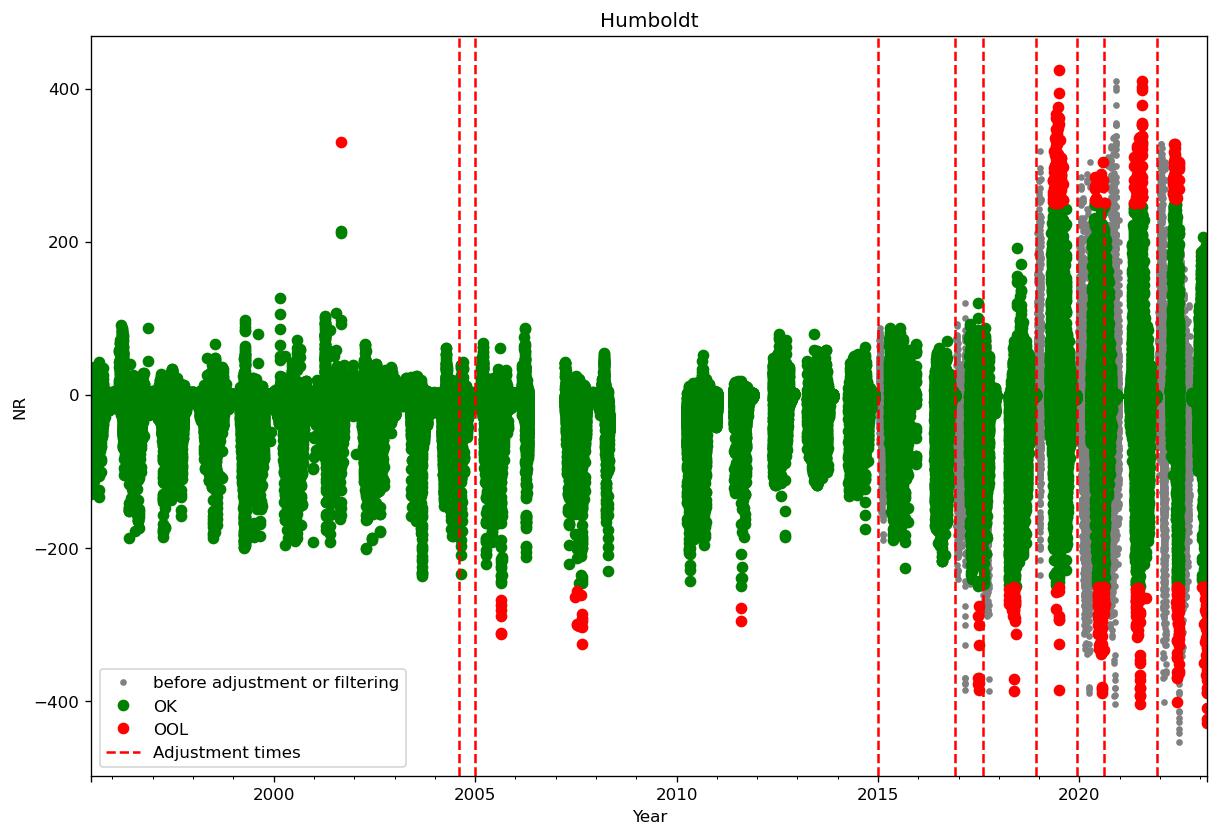 Humboldt
400
200
0
−200
−400
NR
before adjustment or filtering
OK
OOL
Adjustment times
2000
2005
2010
2015
2020
Year